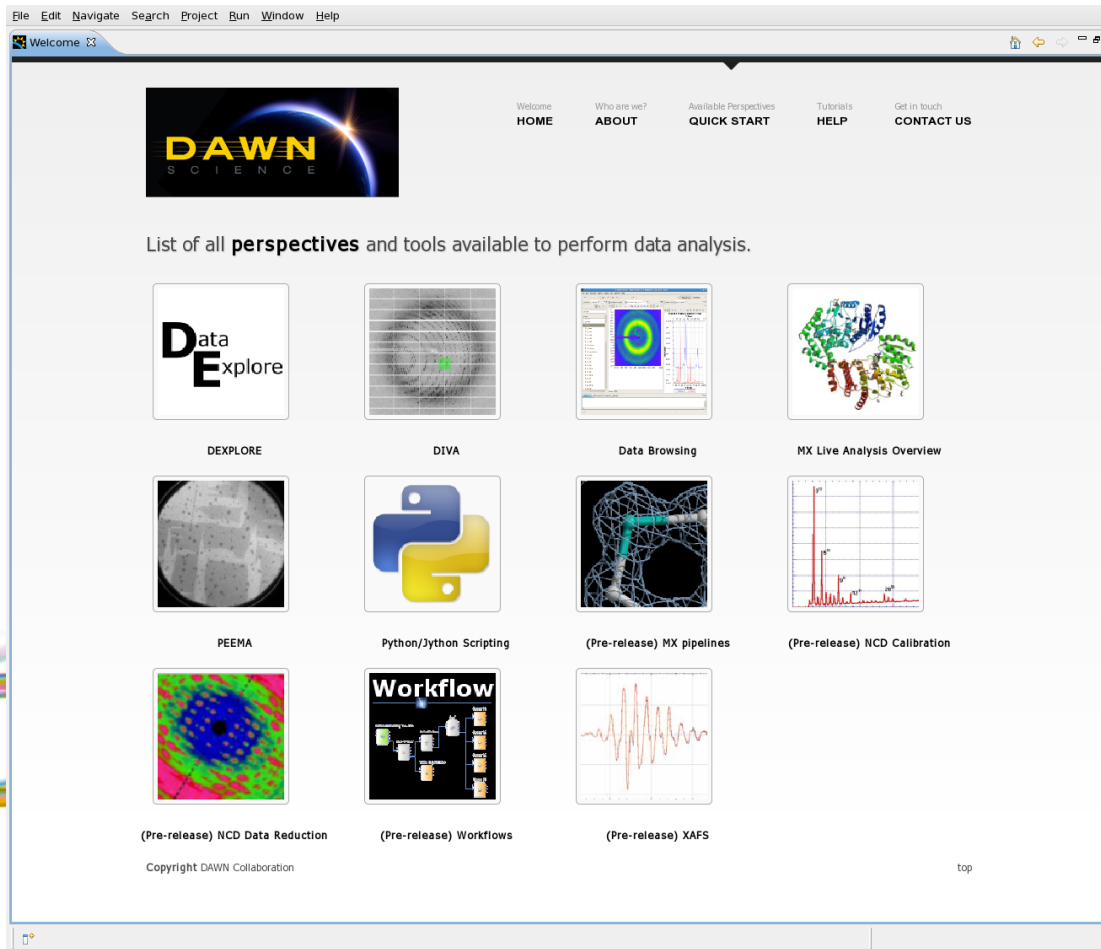 File Edit Navigate Search Project Run Window Help
Welcome
Welcome Who are we? Available Perspectives Tutorials Get in touch
HOME ABOUT QUICK START HELP CONTACT US
DAWN
SCIENCE
List of all perspectives and tools available to perform data analysis.
Data
Explore
DEXPLORE DIVA Data Browsing MX Live Analysis Overview
PEEMA Python/Jython Scripting (Pre-release) MX pipelines (Pre-release) NCD Calibration
Workflow
(Pre-release) NCD Data Reduction (Pre-release) Workflows (Pre-release) XAFS
Copyright DAWN Collaboration top